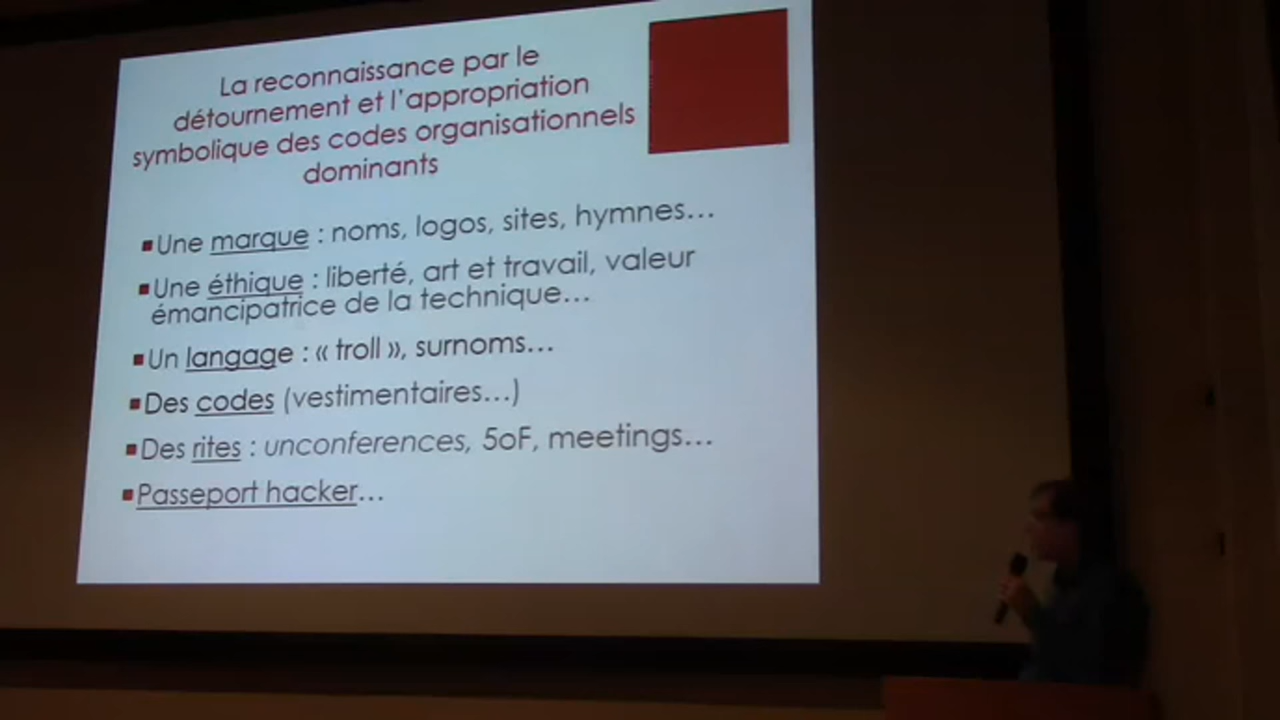 La reconnaissance par le
détournement et l'appropriation
symbolique des codes organisationnels
dominants
Une marque : noms, logos, sites, hymnes...
Une éthique : liberté, art et travail, valeur
émancipatrice de la technique...
Un langage : « troll », surnoms...
Des codes (vestimentaires...)
Des rites : unconferences, 5oF, meetings...
Passeport hacker...